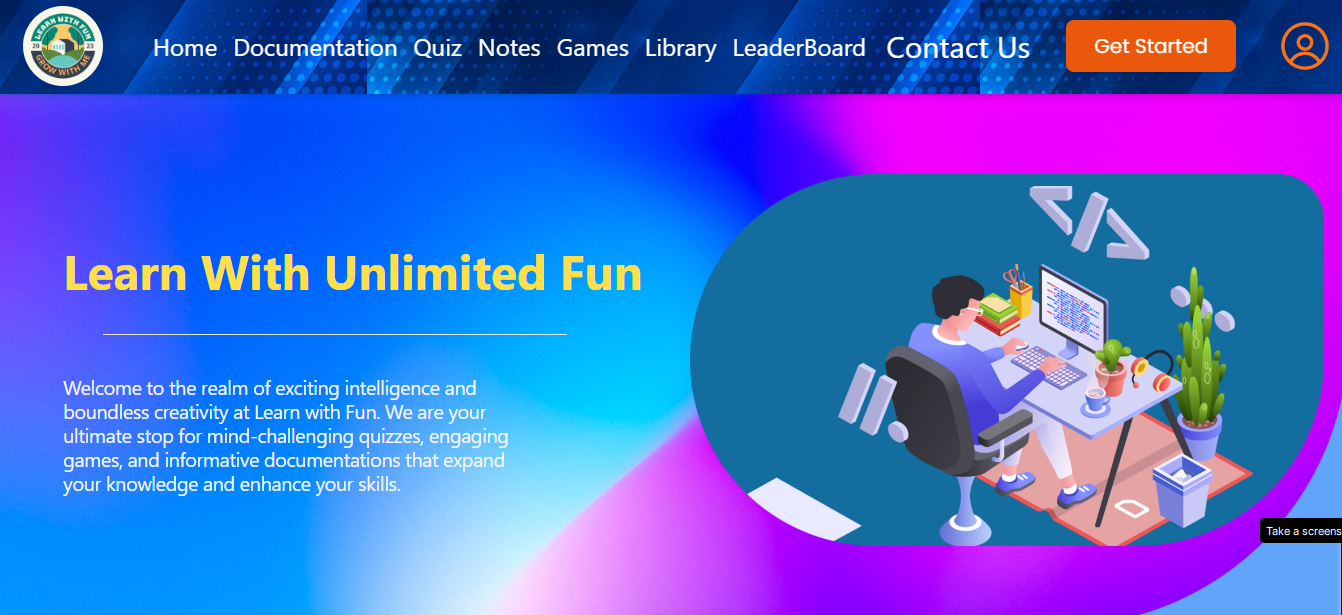 LEARN WITH FUN
2023
GROW WITH ME
Home Documentation Quiz Notes Games Library LeaderBoard Contact Us Get Started
Learn With Unlimited Fun
Welcome to the realm of exciting intelligence and
boundless creativity at Learn with Fun. We are your
ultimate stop for mind-challenging quizzes, engaging
games, and informative documentations that expand
your knowledge and enhance your skills.
Take a screens